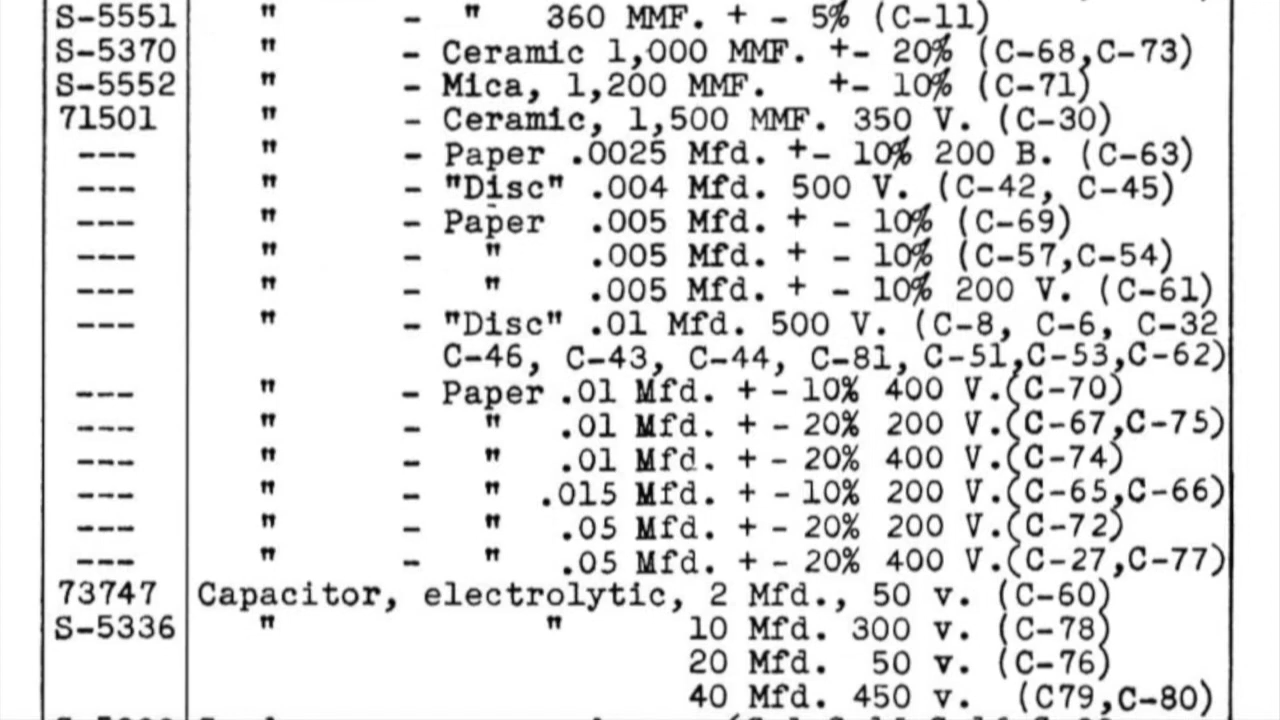 S-5551 " - " 360 MMF. + - 5% (C-11)
S-5370 " - Ceramic 1,000 MMF. +- 20% (C-68,C-73)
S-5552 " - Mica, 1,200 MMF. +- 10% (C-71)
71501 " - Ceramic, 1,500 MMF. 350 V. (C-30)
--- " - Paper .0025 Mfd. +- 10% 200 B. (C-63)
--- " - "Disc" .004 Mfd. 500 V. (C-42, C-45)
--- " - Paper .005 Mfd. + - 10% (C-69)
--- " - " .005 Mfd. + - 10% (C-57,C-54)
--- " - " .005 Mfd. + - 10% 200 V. (C-61)
--- " - "Disc" .01 Mfd. 500 V. (C-8, C-6, C-32
C-46, C-43, C-44, C-81, C-51,C-53,C-62)
--- " - Paper .01 Mfd. + - 10% 400 V.(C-70)
--- " - " .01 Mfd. + - 20% 200 V.(C-67,C-75)
--- " - " .01 Mfd. + - 20% 400 V.(C-74)
--- " - " .015 Mfd. + - 10% 200 V.(C-65,C-66)
--- " - " .05 Mfd. + - 20% 200 V.(C-72)
--- " - " .05 Mfd. + - 20% 400 V.(C-27,C-77)
73747 Capacitor, electrolytic, 2 Mfd., 50 v. (C-60)
S-5336 " " 10 Mfd. 300 v. (C-78)
20 Mfd. 50 v. (C-76)
40 Mfd. 450 v. (C79,C-80)